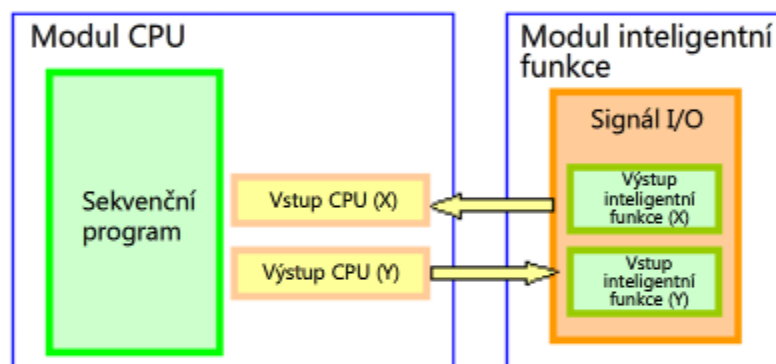 Modul CPU
Sekvenční
program
Vstup CPU (X)
Výstup CPU (Y)
Modul inteligentní
funkce
Signál I/O
Výstup
inteligentní
funkce (X)
Vstup
inteligentní
funkce (Y)